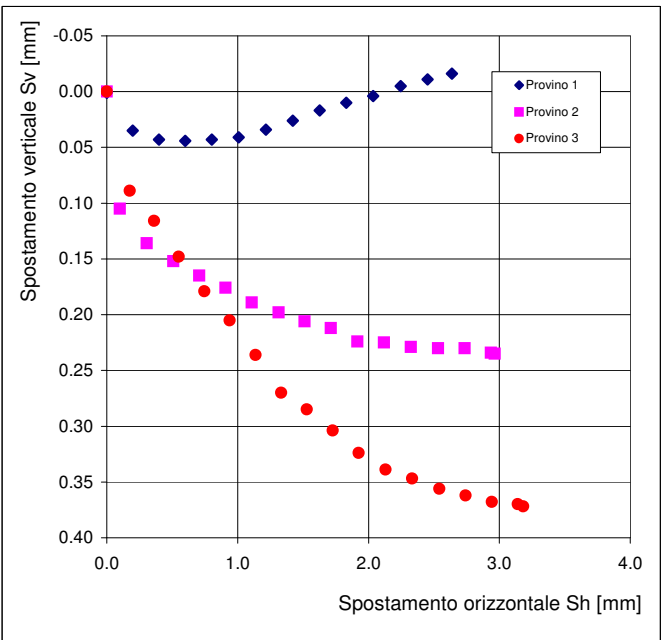 Spostamento verticale Sv [mm]
-0.05
0.00
0.05
0.10
0.15
0.20
0.25
0.30
0.35
0.40
Provino 1
Provino 2
Provino 3
0.0 1.0 2.0 3.0 4.0
Spostamento orizzontale Sh [mm]